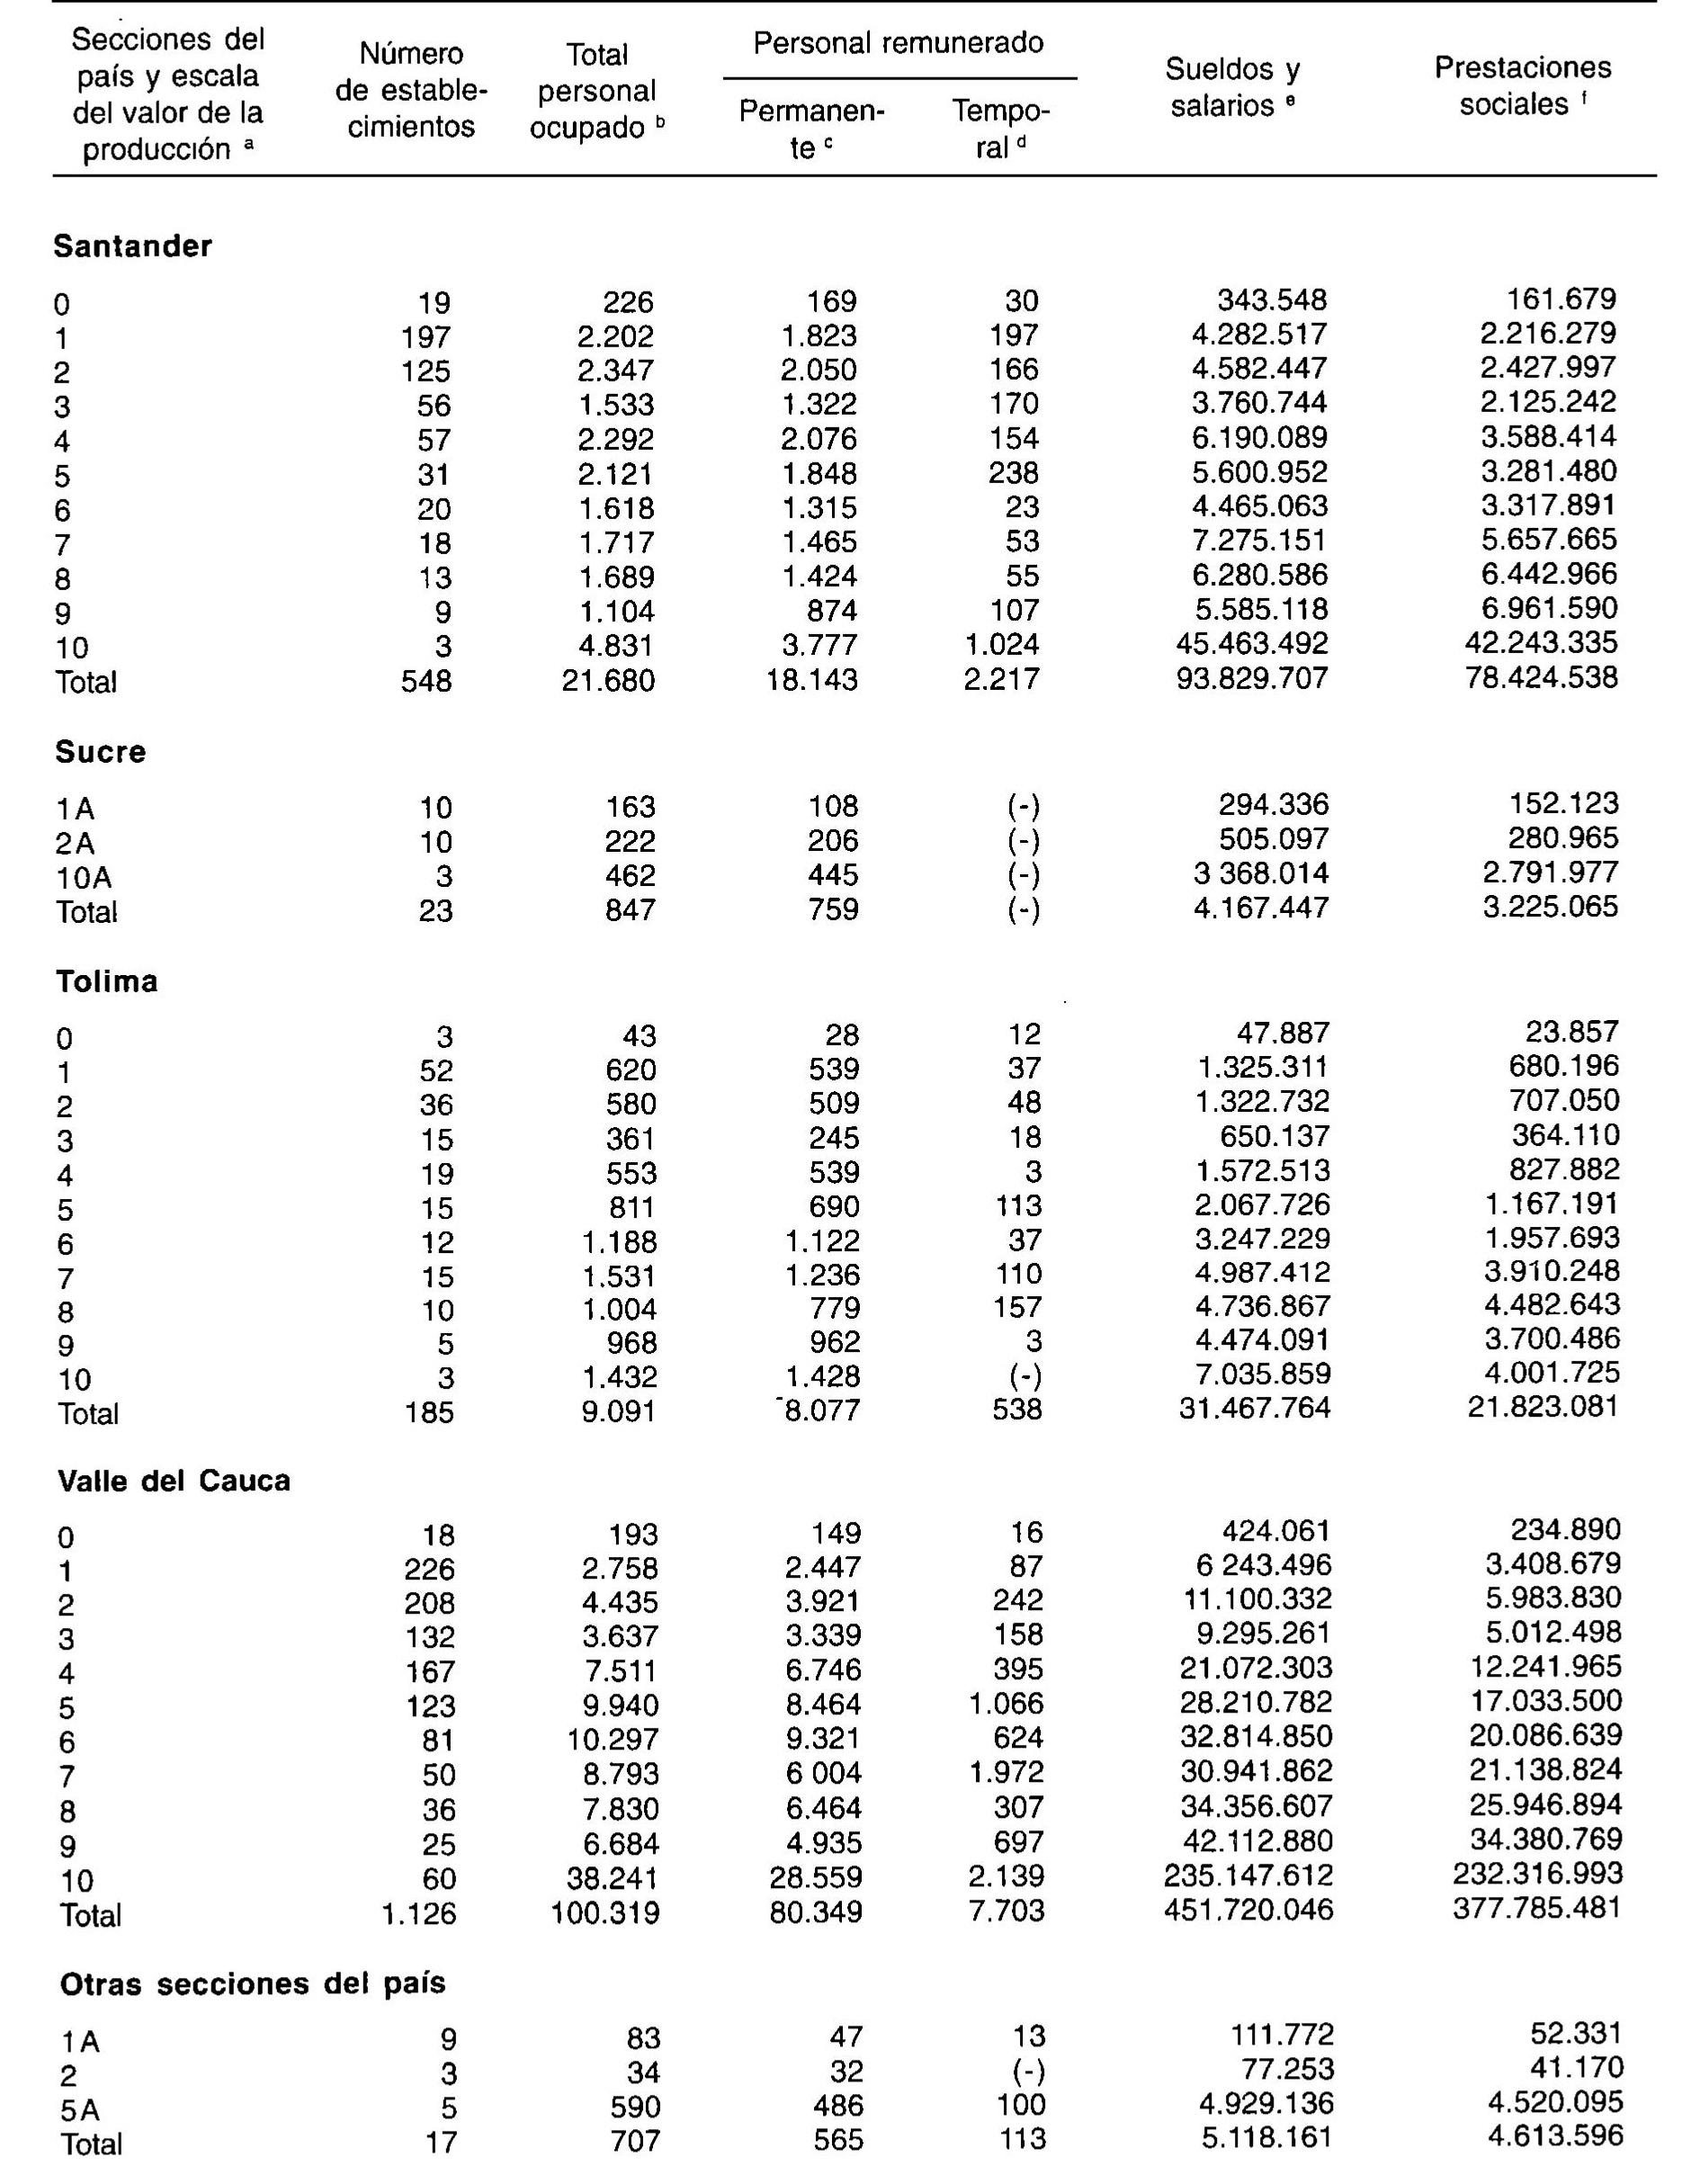 Secciones del país y escala del valor de la producción a	Número de estable-cimientos	Total personal ocupado b	Personal remunerado	Sueldos y salarios e	Prestaciones sociales f
Permanen-te c	Tempo-ral d
Santander
0	19	226	169	30	343.548	161.679
1	197	2.202	1.823	197	4.282.517	2.216.279
2	125	2.347	2.050	166	4.582.447	2.427.997
3	56	1.533	1.322	170	3.760.744	2.125.242
4	57	2.292	2.076	154	6.190.089	3.588.414
5	31	2.121	1.848	238	5.600.952	3.281.480
6	20	1.618	1.315	23	4.465.063	3.317.891
7	18	1.717	1.465	53	7.275.151	5.657.665
8	13	1.689	1.424	55	6.280.586	6.442.966
9	9	1.104	874	107	5.585.118	6.961.590
10	3	4.831	3.777	1.024	45.463.492	42.243.335
Total	548	21.680	18.143	2.217	93.829.707	78.424.538
Sucre
1A	10	163	108	(-)	294.336	152.123
2A	10	222	206	(-)	505.097	280.965
10A	3	462	445	(-)	3 368.014	2.791.977
Total	23	847	759	(-)	4.167.447	3.225.065
Tolima
0	3	43	28	12	47.887	23.857
1	52	620	539	37	1.325.311	680.196
2	36	580	509	48	1.322.732	707.050
3	15	361	245	18	650.137	364.110
4	19	553	539	3	1.572.513	827.882
5	15	811	690	113	2.067.726	1.167.191
6	12	1.188	1.122	37	3.247.229	1.957.693
7	15	1.531	1.236	110	4.987.412	3.910.248
8	10	1.004	779	157	4.736.867	4.482.643
9	5	968	962	3	4.474.091	3.700.486
10	3	1.432	1.428	(-)	7.035.859	4.001.725
Total	185	9.091	8.077	538	31.467.764	21.823.081
Valle del Cauca
0	18	193	149	16	424.061	234.890
1	226	2.758	2.447	87	6 243.496	3.408.679
2	208	4.435	3.921	242	11.100.332	5.983.830
3	132	3.637	3.339	158	9.295.261	5.012.498
4	167	7.511	6.746	395	21.072.303	12.241.965
5	123	9.940	8.464	1.066	28.210.782	17.033.500
6	81	10.297	9.321	624	32.814.850	20.086.639
7	50	8.793	6 004	1.972	30.941.862	21.138.824
8	36	7.830	6.464	307	34.356.607	25.946.894
9	25	6.684	4.935	697	42.112.880	34.380.769
10	60	38.241	28.559	2.139	235.147.612	232.316.993
Total	1.126	100.319	80.349	7.703	451.720.046	377.785.481
Otras secciones del país
1A	9	83	47	13	111.772	52.331
2	3	34	32	(-)	77.253	41.170
5A	5	590	486	100	4.929.136	4.520.095
Total	17	707	565	113	5.118.161	4.613.596